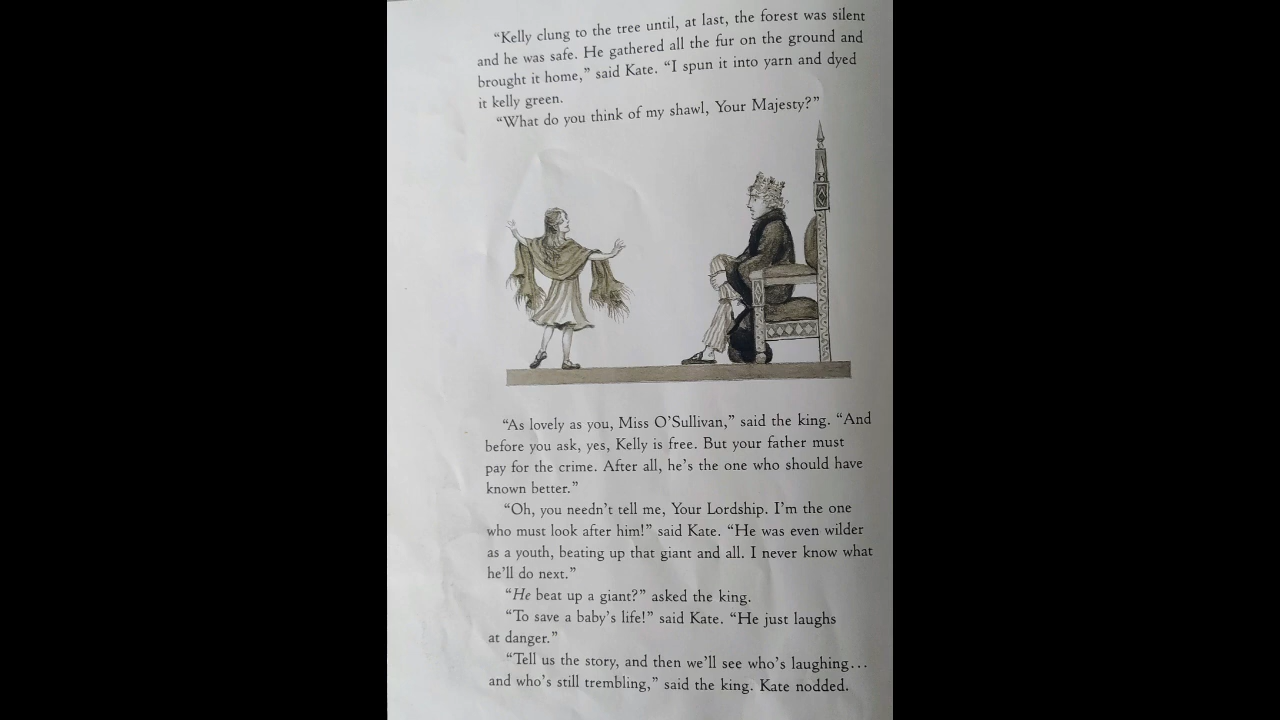 “Kelly clung to the tree until, at last, the forest was silent
and he was safe. He gathered all the fur on the ground and
brought it home,” said Kate. “I spun it into yarn and dyed
it kelly green.
“What do you think of my shawl, Your Majesty?”
“As lovely as you, Miss O’Sullivan,” said the king. “And
before you ask, yes, Kelly is free. But your father must
pay for the crime. After all, he’s the one who should have
known better.”
“Oh, you needn’t tell me, Your Lordship. I’m the one
who must look after him!” said Kate. “He was even wilder
as a youth, beating up that giant and all. I never know what
he’ll do next.”
“He beat up a giant?” asked the king.
“To save a baby’s life!” said Kate. “He just laughs
at danger.”
“Tell us the story, and then we’ll see who’s laughing...
and who’s still trembling,” said the king. Kate nodded.